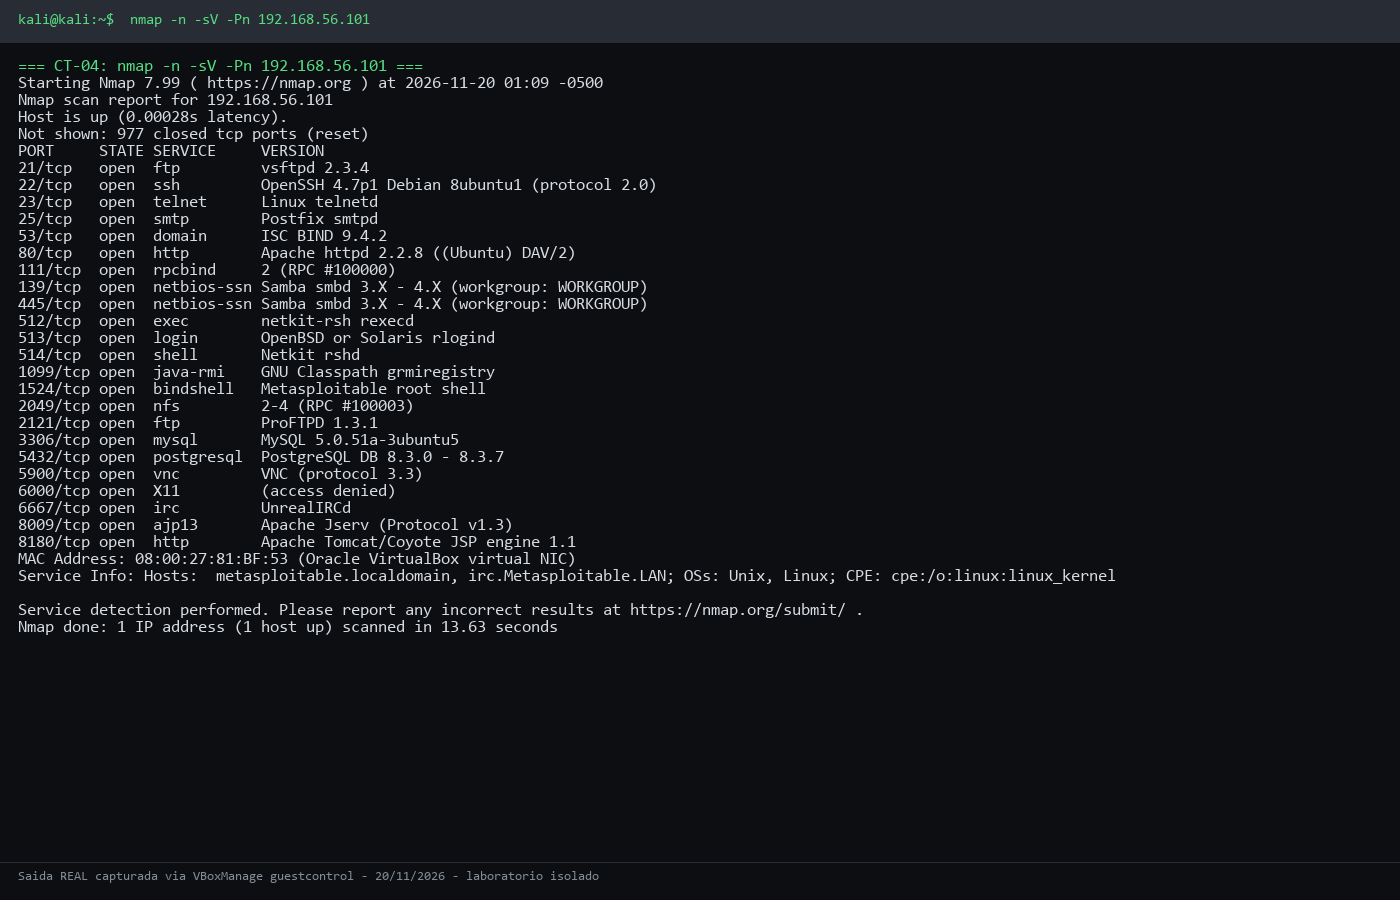 kali@kali:~$  nmap -n -sV -Pn 192.168.56.101
=== CT-04: nmap -n -sV -Pn 192.168.56.101 ===
Starting Nmap 7.99 ( https://nmap.org ) at 2026-11-20 01:09 -0500
Nmap scan report for 192.168.56.101
Host is up (0.00028s latency).
Not shown: 977 closed tcp ports (reset)
PORT     STATE SERVICE     VERSION
21/tcp   open  ftp         vsftpd 2.3.4
22/tcp   open  ssh         OpenSSH 4.7p1 Debian 8ubuntu1 (protocol 2.0)
23/tcp   open  telnet      Linux telnetd
25/tcp   open  smtp        Postfix smtpd
53/tcp   open  domain      ISC BIND 9.4.2
80/tcp   open  http        Apache httpd 2.2.8 ((Ubuntu) DAV/2)
111/tcp  open  rpcbind     2 (RPC #100000)
139/tcp  open  netbios-ssn Samba smbd 3.X - 4.X (workgroup: WORKGROUP)
445/tcp  open  netbios-ssn Samba smbd 3.X - 4.X (workgroup: WORKGROUP)
512/tcp  open  exec        netkit-rsh rexecd
513/tcp  open  login       OpenBSD or Solaris rlogind
514/tcp  open  shell       Netkit rshd
1099/tcp open  java-rmi    GNU Classpath grmiregistry
1524/tcp open  bindshell   Metasploitable root shell
2049/tcp open  nfs         2-4 (RPC #100003)
2121/tcp open  ftp         ProFTPD 1.3.1
3306/tcp open  mysql       MySQL 5.0.51a-3ubuntu5
5432/tcp open  postgresql  PostgreSQL DB 8.3.0 - 8.3.7
5900/tcp open  vnc         VNC (protocol 3.3)
6000/tcp open  X11         (access denied)
6667/tcp open  irc         UnrealIRCd
8009/tcp open  ajp13       Apache Jserv (Protocol v1.3)
8180/tcp open  http        Apache Tomcat/Coyote JSP engine 1.1
MAC Address: 08:00:27:81:BF:53 (Oracle VirtualBox virtual NIC)
Service Info: Hosts:  metasploitable.localdomain, irc.Metasploitable.LAN; OSs: Unix, Linux; CPE: cpe:/o:linux:linux_kernel
Service detection performed. Please report any incorrect results at https://nmap.org/submit/ .
Nmap done: 1 IP address (1 host up) scanned in 13.63 seconds
Saida REAL capturada via VBoxManage guestcontrol - 20/11/2026 - laboratorio isolado